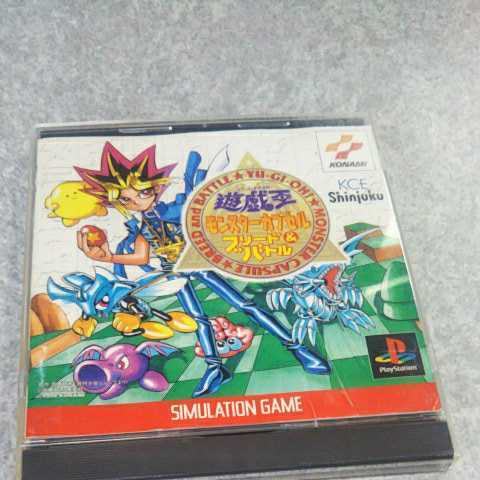 KONAMI
KCE
Shinjuku
BREED and BATTLE ★ YU-GI-OH! ★ MONSTER CAPSULE ★
遊戯王
モンスターカプセル
ブリード&
バトル
PlayStation
SIMULATION GAME